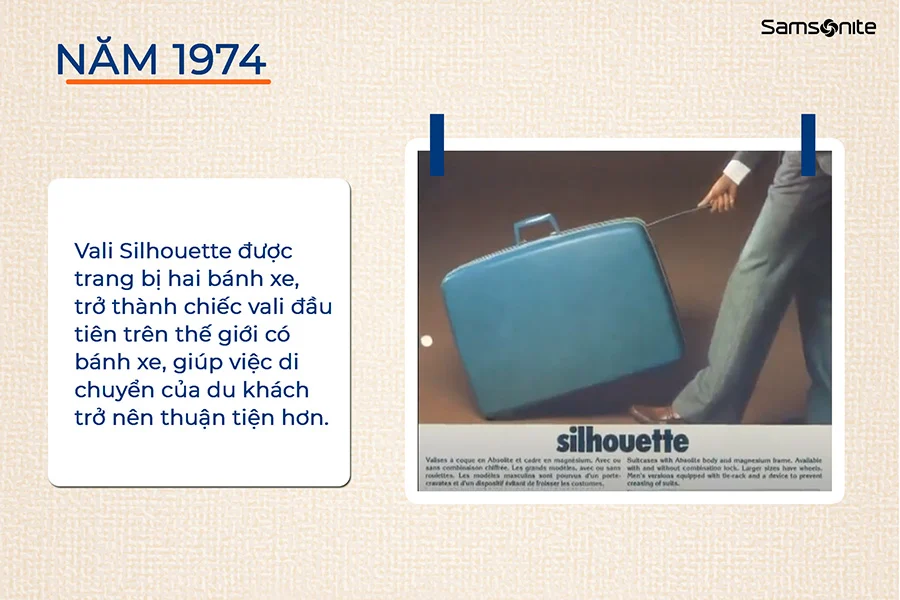 Samsonite
NĂM 1974
Vali Silhouette được
trang bị hai bánh xe,
trở thành chiếc vali đầu
tiên trên thế giới có
bánh xe, giúp việc di
chuyển của du khách
trở nên thuận tiện hơn.
silhouette
Valises à coque en Absolite et cadre en magnésium. Avec ou
sans combinaison chiffrée. Les grands modèles, avec ou sans
roulettes. Les modèles masculins sont pourvus d'un porte-
cravates et d'un dispositif évitant de froisser les costumes.
Suitcases with Absolite body and magnesium frame. Available
with and without combination lock. Larger sizes have wheels.
Men's versions equipped with tie-rack and a device to prevent
creasing of suits.